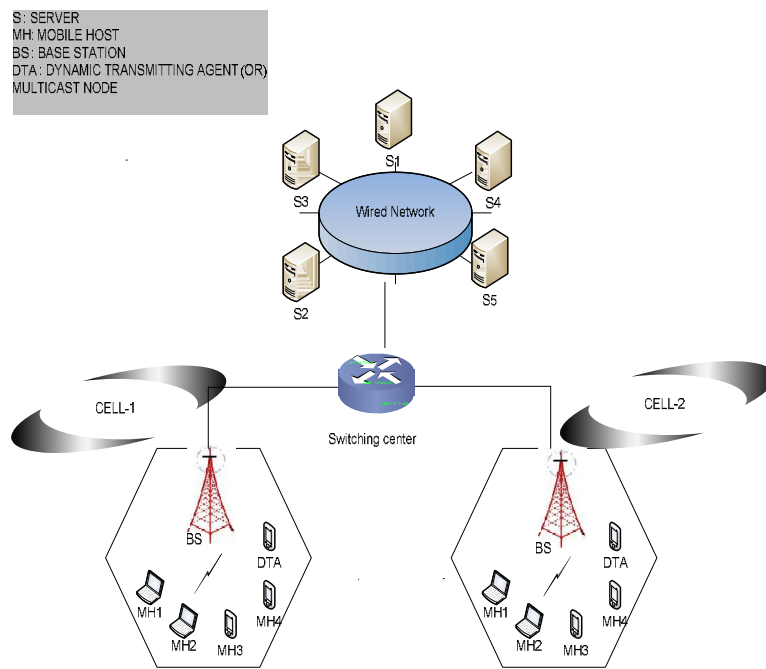 S: SERVER
MH: MOBILE HOST
BS: BASE STATION
DTA: DYNAMIC TRANSMITTING AGENT (OR)
MULTICAST NODE
S1
S3
S4
Wired Network
S2
S5
CELL-1
CELL-2
Switching center
BS
DTA
MH1
MH2
MH3
MH4
BS
DTA
MH1
MH2
MH3
MH4